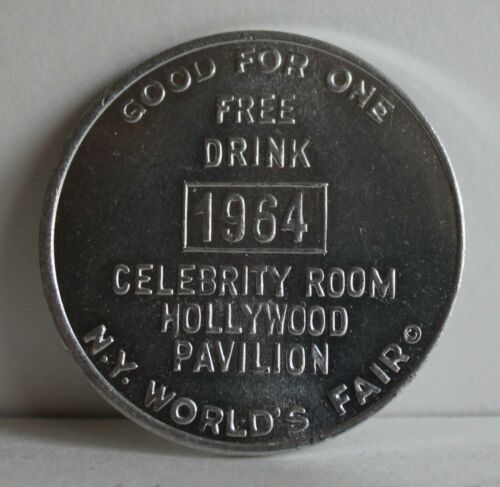 GOOD FOR ONE
FREE
DRINK
1964
CELEBRITY ROOM
HOLLYWOOD
PAVILION
N.Y. WORLD'S FAIR ©